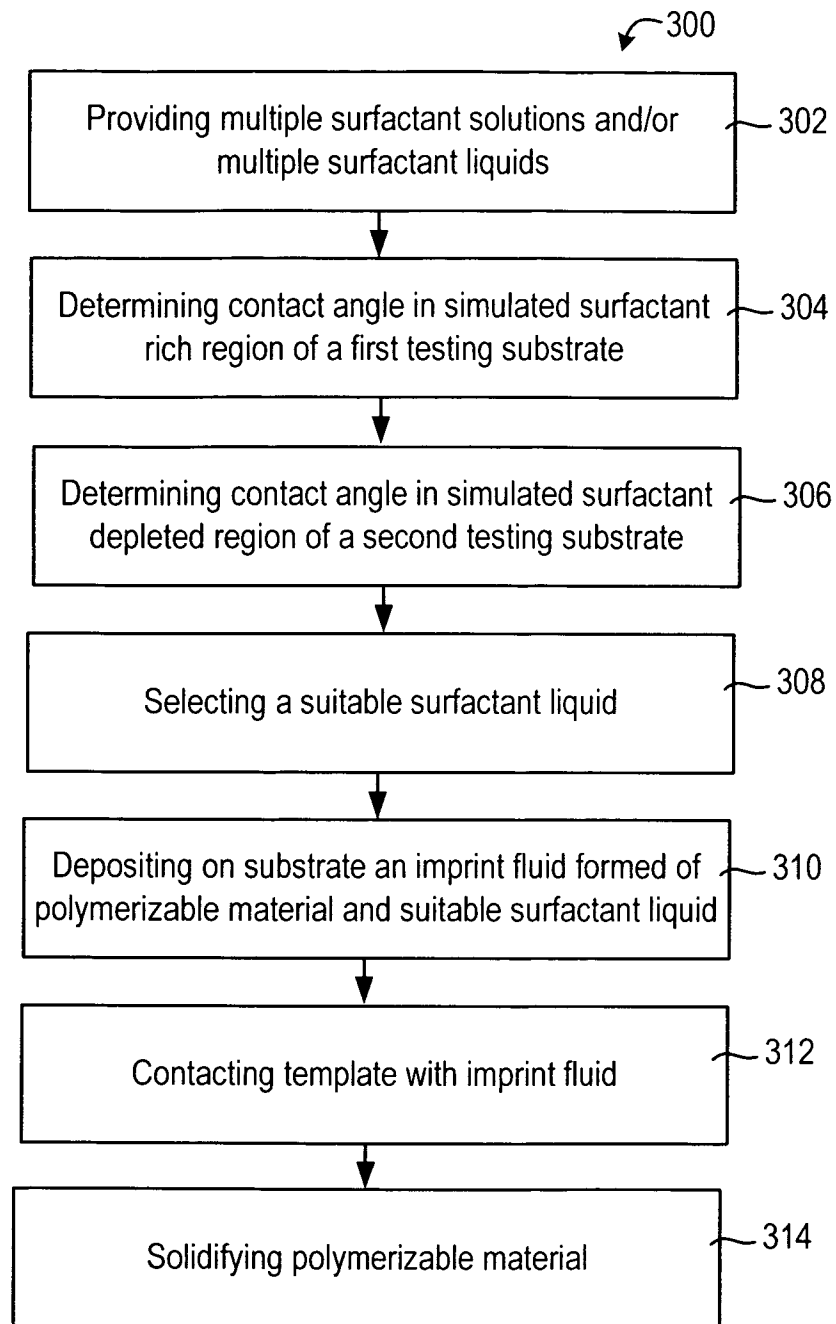 300
Providing multiple surfactant solutions and/or
multiple surfactant liquids
302
Determining contact angle in simulated surfactant
rich region of a first testing substrate
304
Determining contact angle in simulated surfactant
depleted region of a second testing substrate
306
Selecting a suitable surfactant liquid
308
Depositing on substrate an imprint fluid formed of
polymerizable material and suitable surfactant liquid
310
Contacting template with imprint fluid
312
Solidifying polymerizable material
314